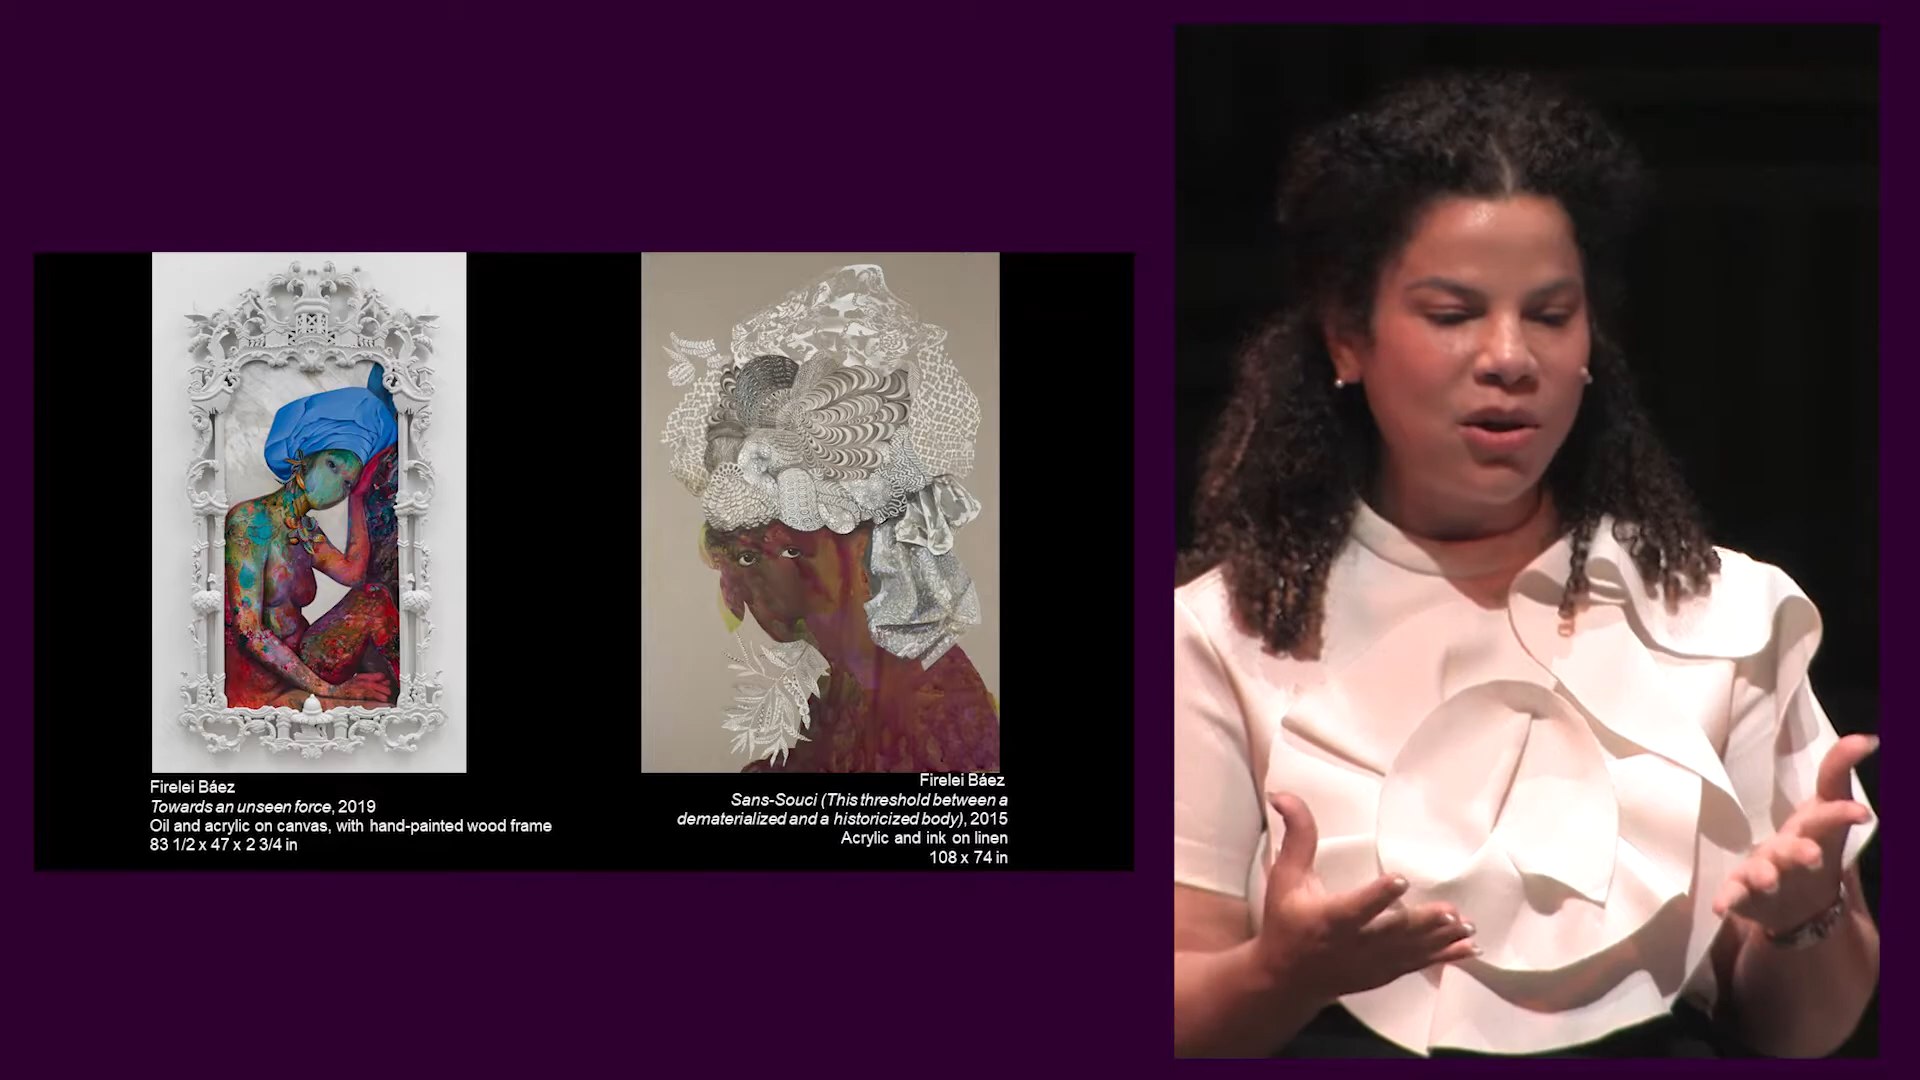 Firelei Báez
Towards an unseen force, 2019
Oil and acrylic on canvas, with hand-painted wood frame
83 1/2 x 47 x 2 3/4 in
Firelei Báez
Sans-Souci (This threshold between a
dematerialized and a historicized body), 2015
Acrylic and ink on linen
108 x 74 in